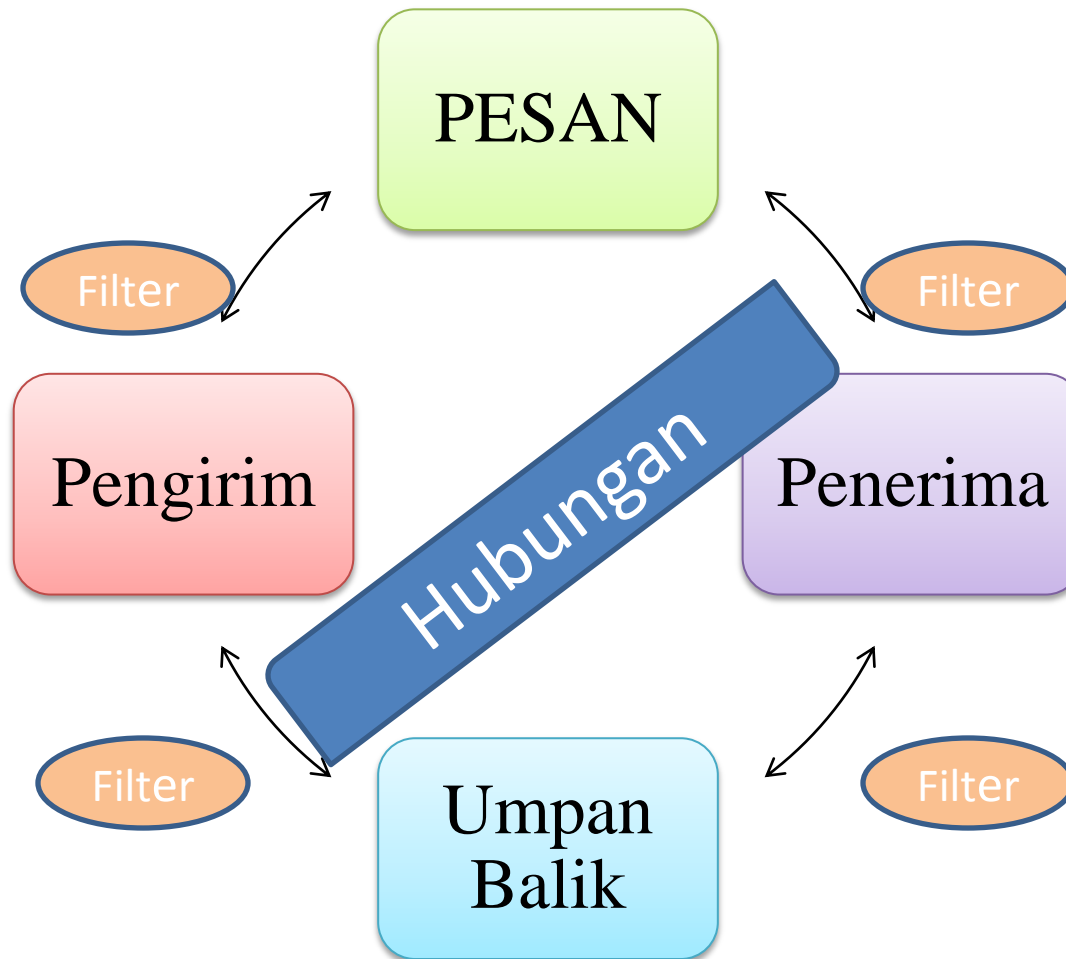 PESAN
Filter
Filter
Pengirim
Hubungan
Penerima
Filter
Umpan
Balik
Filter